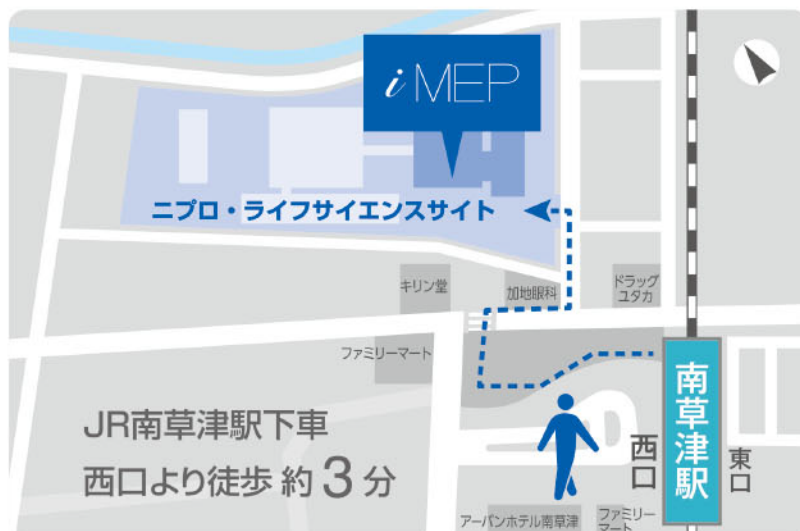 i MEP
ニプロ・ライフサイエンスサイト
キリン堂
加地眼科
ドラッグ
ユタカ
ファミリーマート
JR南草津駅下車
西口より徒歩 約3分
西口
南草津駅
東口
アーバンホテル南草津
ファミリー
マート